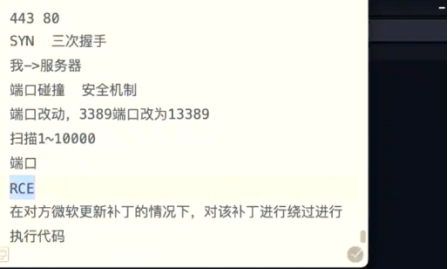 443 80
SYN  三次握手
我->服务器
端口碰撞  安全机制
端口改动，3389端口改为13389
扫描1~10000
端口
RCE
在对方微软更新补丁的情况下，对该补丁进行绕过进行
执行代码